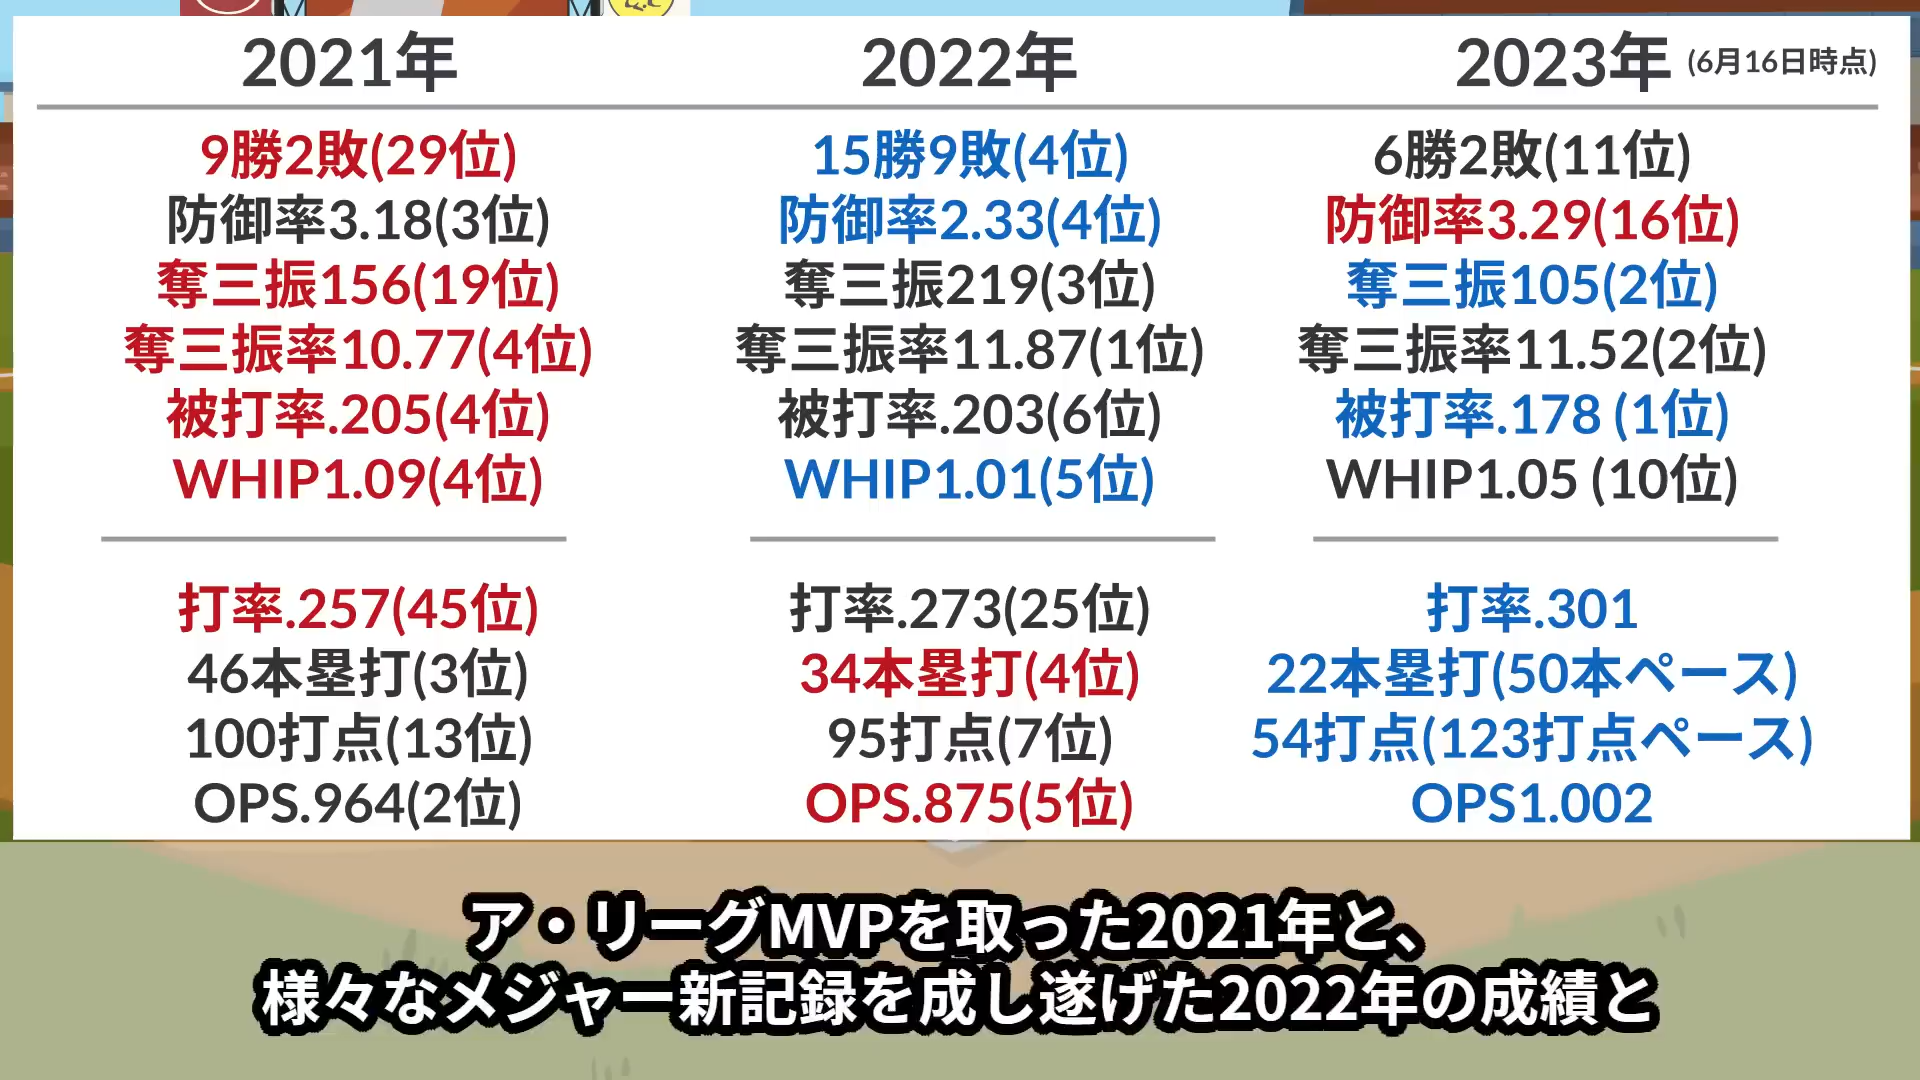 2021年
9勝2敗(29位)
防御率3.18(3位)
奪三振156(19位)
奪三振率10.77(4位)
被打率.205(4位)
WHIP1.09(4位)
打率.257(45位)
46本塁打(3位)
100打点(13位)
OPS.964(2位)
2022年
15勝9敗(4位)
防御率2.33(4位)
奪三振219(3位)
奪三振率11.87(1位)
被打率.203(6位)
WHIP1.01(5位)
打率.273(25位)
34本塁打(4位)
95打点(7位)
OPS.875(5位)
2023年 (6月16日時点)
6勝2敗(11位)
防御率3.29(16位)
奪三振105(2位)
奪三振率11.52(2位)
被打率.178 (1位)
WHIP1.05 (10位)
打率.301
22本塁打(50本ペース)
54打点(123打点ペース)
OPS1.002
ア・リーグMVPを取った2021年と、
様々なメジャー新記録を成し遂げた2022年の成績と